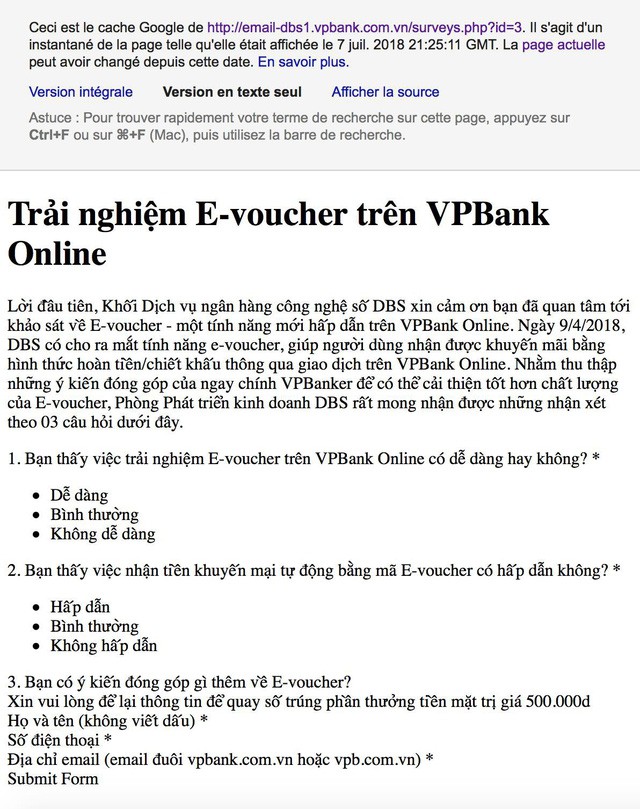 Ceci est le cache Google de http://email-dbs1.vpbank.com.vn/surveys.php?id=3. Il s'agit d'un
instantané de la page telle qu'elle était affichée le 7 juil. 2018 21:25:11 GMT. La page actuelle
peut avoir changé depuis cette date. En savoir plus.
Version intégrale Version en texte seul Afficher la source
Astuce : Pour trouver rapidement votre terme de recherche sur cette page, appuyez sur
Ctrl+F ou sur ⌘+F (Mac), puis utilisez la barre de recherche.
Trải nghiệm E-voucher trên VPBank
Online
Lời đầu tiên, Khối Dịch vụ ngân hàng công nghệ số DBS xin cảm ơn bạn đã quan tâm tới
khảo sát về E-voucher - một tính năng mới hấp dẫn trên VPBank Online. Ngày 9/4/2018,
DBS có cho ra mắt tính năng e-voucher, giúp người dùng nhận được khuyến mãi bằng
hình thức hoàn tiền/chiết khấu thông qua giao dịch trên VPBank Online. Nhằm thu thập
những ý kiến đóng góp của ngay chính VPBanker để có thể cải thiện tốt hơn chất lượng
của E-voucher, Phòng Phát triển kinh doanh DBS rất mong nhận được những nhận xét
theo 03 câu hỏi dưới đây.
1. Bạn thấy việc trải nghiệm E-voucher trên VPBank Online có dễ dàng hay không? *
• Dễ dàng
• Bình thường
• Không dễ dàng
2. Bạn thấy việc nhận tiền khuyến mại tự động bằng mã E-voucher có hấp dẫn không? *
• Hấp dẫn
• Bình thường
• Không hấp dẫn
3. Bạn có ý kiến đóng góp gì thêm về E-voucher?
Xin vui lòng để lại thông tin để quay số trúng phần thưởng tiền mặt trị giá 500.000d
Họ và tên (không viết dấu) *
Số điện thoại *
Địa chỉ email (email đuôi vpbank.com.vn hoặc vpb.com.vn) *
Submit Form